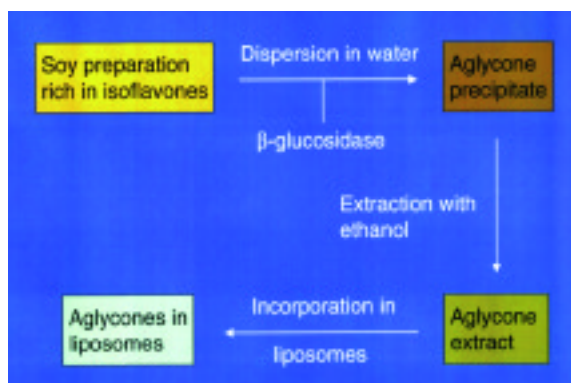 Soy preparation
rich in isoflavones
Dispersion in water
β-glucosidase
Aglycone
precipitate
Extraction with
ethanol
Aglycone
extract
Incorporation in
liposomes
Aglycones in
liposomes